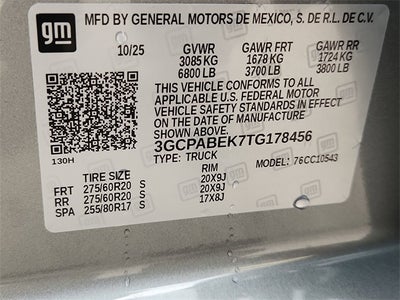 gm MFD BY GENERAL MOTORS DE MEXICO, S. DE R.L. DE C.V.
10/25 GVWR GAWR FRT GAWR RR
3085 KG 1678 KG 1724 KG
6800 LB 3700 LB 3800 LB
THIS VEHICLE CONFORMS TO ALL
APPLICABLE U.S. FEDERAL MOTOR
VEHICLE SAFETY STANDARDS IN EFFECT
ON THE DATE OF MANUFACTURE
SHOWN ABOVE.
3GCPABEK7TG178456
130H TYPE: TRUCK MODEL: 76CC10543
TIRE SIZE RIM
FRT 275/60R20 S 20X9J
RR 275/60R20 S 20X9J
SPA 255/80R17 S 17X8J